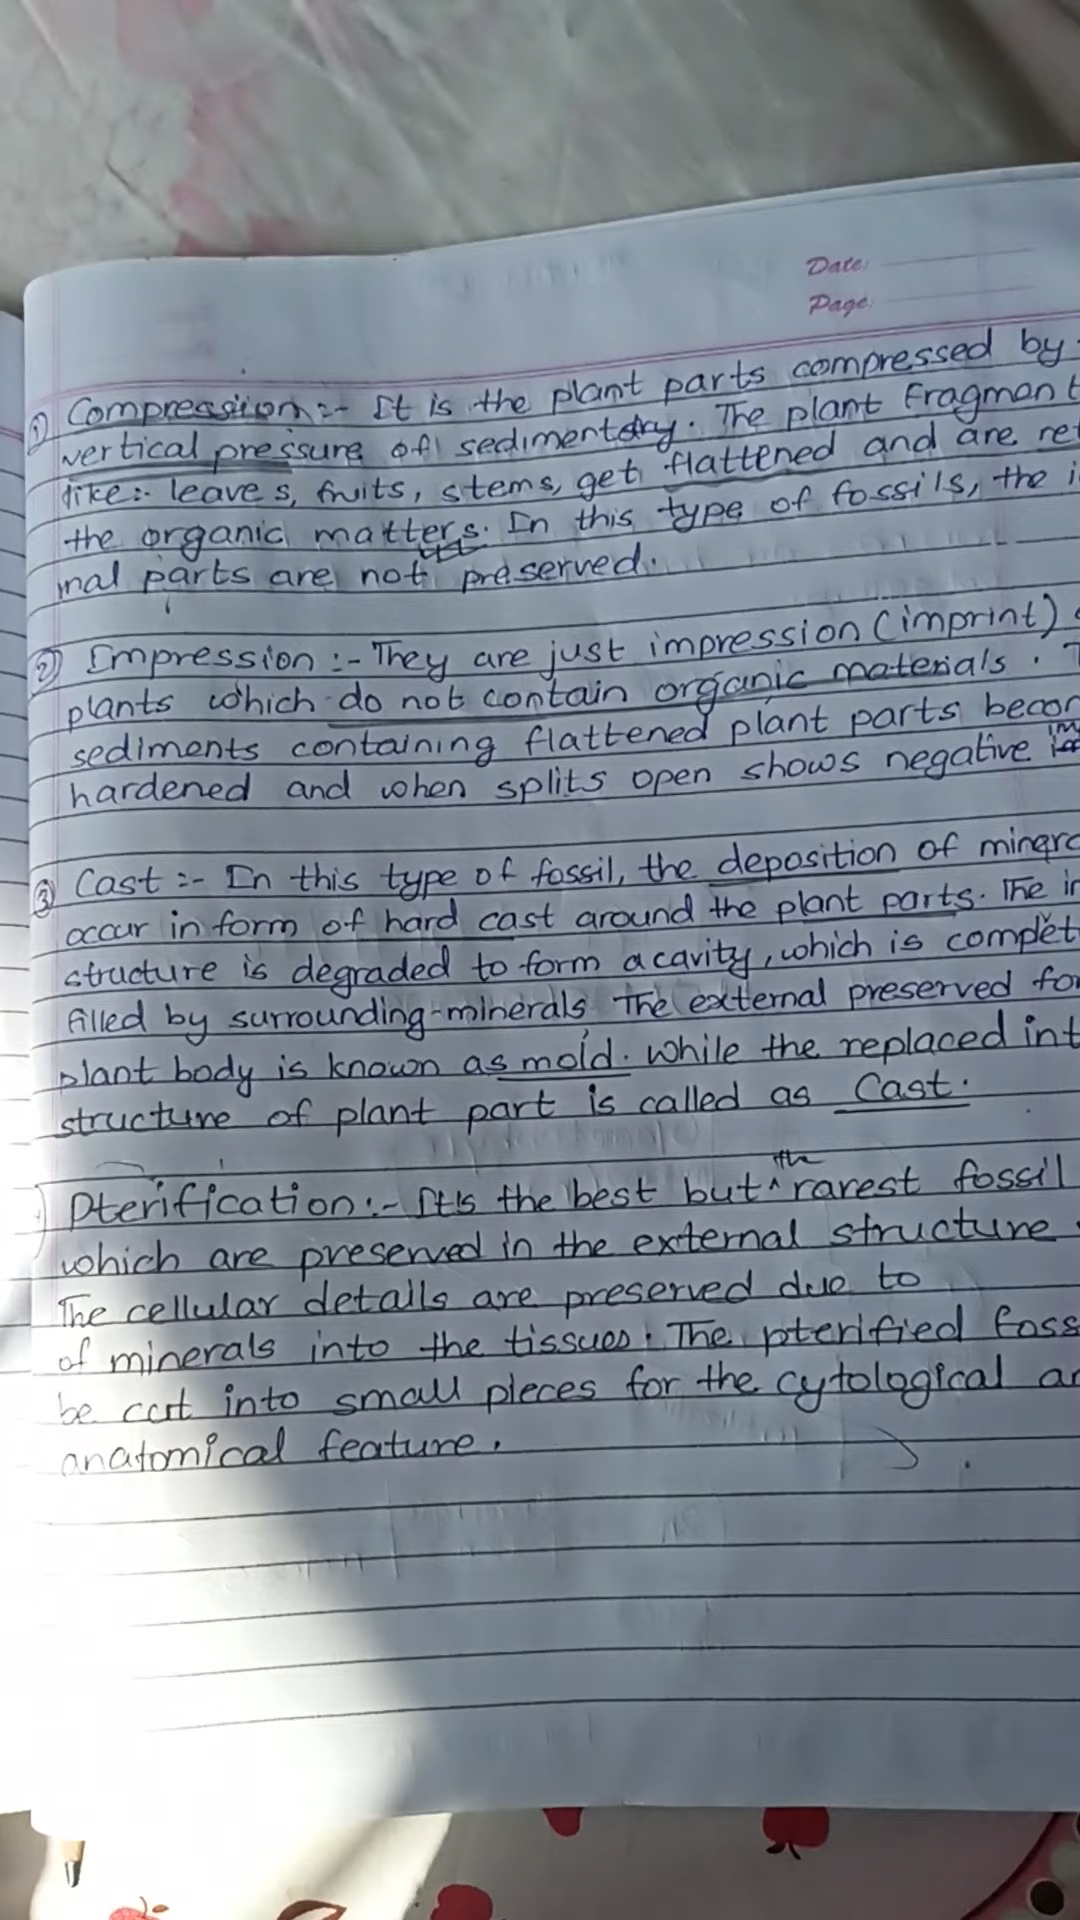 Date:
Page:
① Compression :- It is the plant parts compressed by
vertical pressure of sedimentary. The plant fragment
like :- leaves, fruits, stems, get flattened and are ret
the organic matters. In this type of fossils, the i
nal parts are not preserved.
② Impression :- They are just impression (imprint)
plants which do not contain organic materials. T
sediments containing flattened plant parts becom
hardened and when splits open shows negative im
③ Cast :- In this type of fossil, the deposition of minera
occur in form of hard cast around the plant parts. The in
structure is degraded to form a cavity, which is complet
filled by surrounding-minerals The external preserved for
plant body is known as mold. While the replaced int
structure of plant part is called as Cast.
Pterification :- It's the best but the rarest fossil
which are preserved in the external structure
The cellular details are preserved due to
of minerals into the tissues. The pterified foss
be cut into small pieces for the cytological an
anatomical feature.